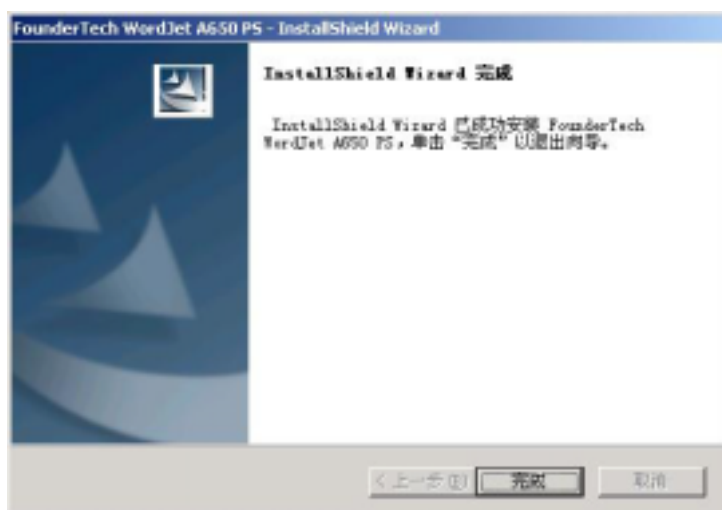 FounderTech WordJet A650 PS - InstallShield Wizard
InstallShield Wizard 完成
InstallShield Wizard 已成功安装 FounderTech
WordJet A650 PS，单击“完成”以退出向导。
< 上一步(B)
完成
取消